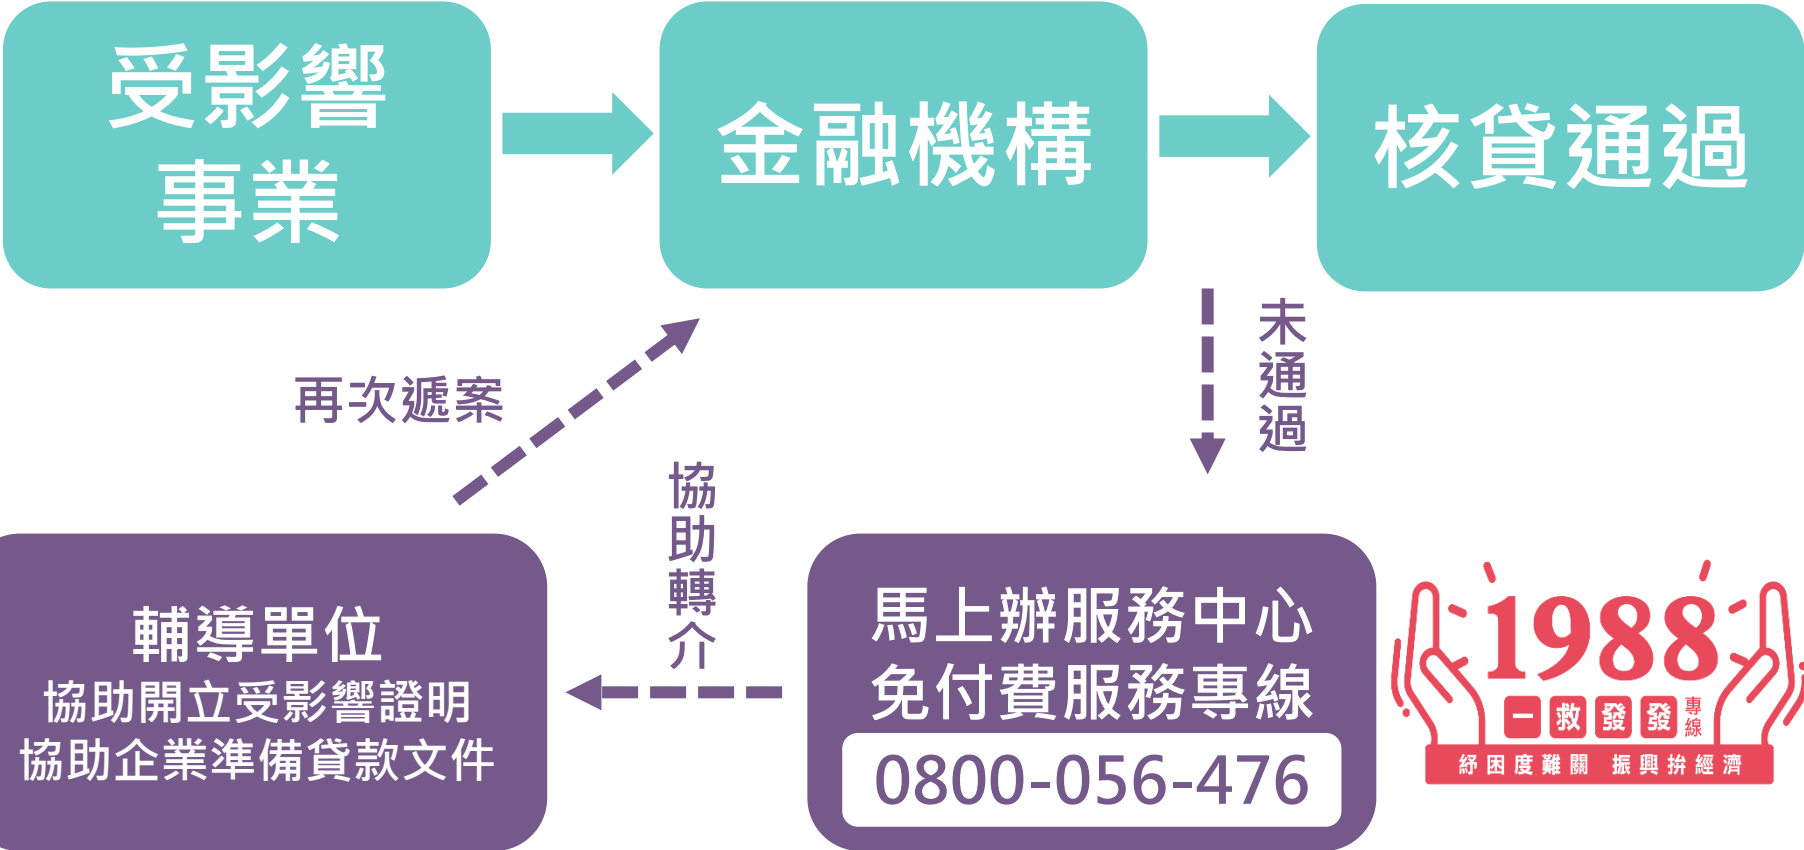 受影響
事業
金融機構
核貸通過
未通過
再次遞案
協助轉介
輔導單位
協助開立受影響證明
協助企業準備貸款文件
馬上辦服務中心
免付費服務專線
0800-056-476
1988
一救發發專線
紓困度難關 振興拚經濟